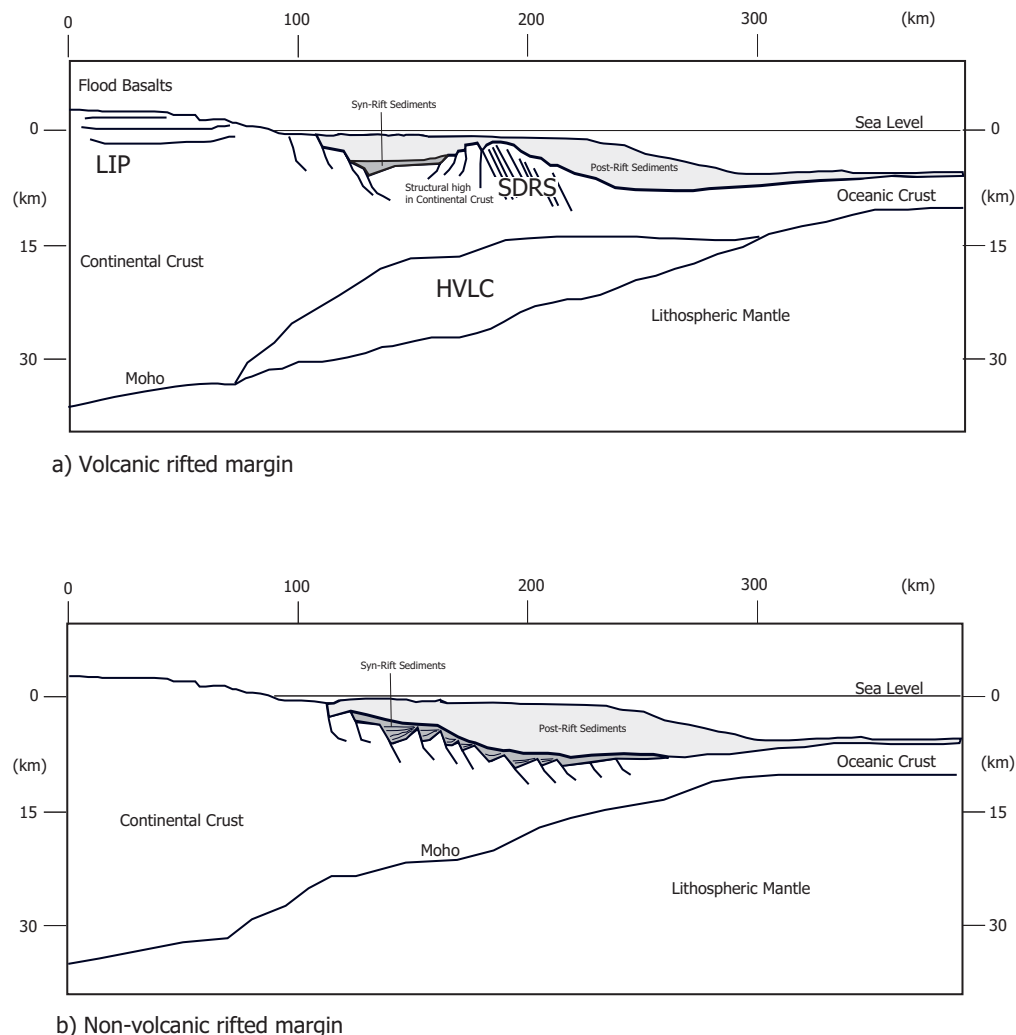 0
100
200
300
(km)
Flood Basalts
Syn-Rift Sediments
0
Sea Level
0
LIP
Structural high
in Continental Crust
SDRS
Post-Rift Sediments
(km)
Oceanic Crust
(km)
15
15
Continental Crust
HVLC
Lithospheric Mantle
30
30
Moho
a) Volcanic rifted margin
0
100
200
300
(km)
Syn-Rift Sediments
0
Sea Level
0
Post-Rift Sediments
(km)
Oceanic Crust
(km)
15
15
Continental Crust
Moho
Lithospheric Mantle
30
30
b) Non-volcanic rifted margin